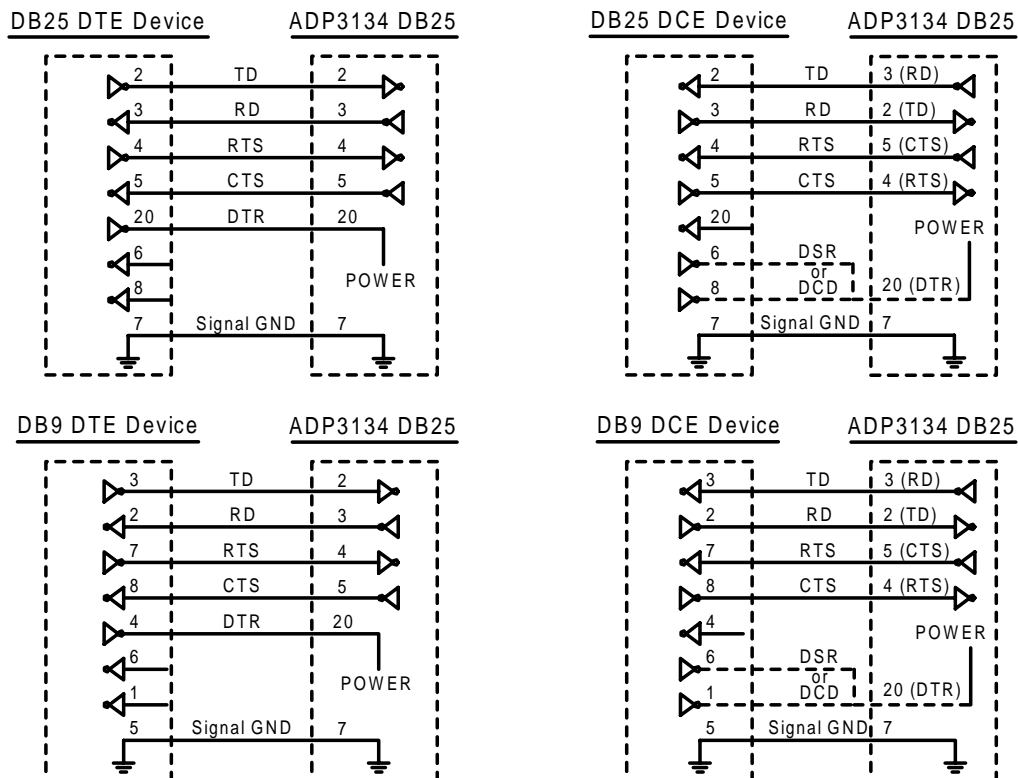 DB25 DTE Device ADP3134 DB25
2 TD 2
3 RD 3
4 RTS 4
5 CTS 5
20 DTR 20
6
POWER
8
7 Signal GND 7
DB25 DCE Device ADP3134 DB25
2 TD 3 (RD)
3 RD 2 (TD)
4 RTS 5 (CTS)
5 CTS 4 (RTS)
20
POWER
6 DSR
or
8 DCD 20 (DTR)
7 Signal GND 7
DB9 DTE Device ADP3134 DB25
3 TD 2
2 RD 3
7 RTS 4
8 CTS 5
4 DTR 20
6
POWER
1
5 Signal GND 7
DB9 DCE Device ADP3134 DB25
3 TD 3 (RD)
2 RD 2 (TD)
7 RTS 5 (CTS)
8 CTS 4 (RTS)
4
POWER
6 DSR
or
1 DCD 20 (DTR)
5 Signal GND 7